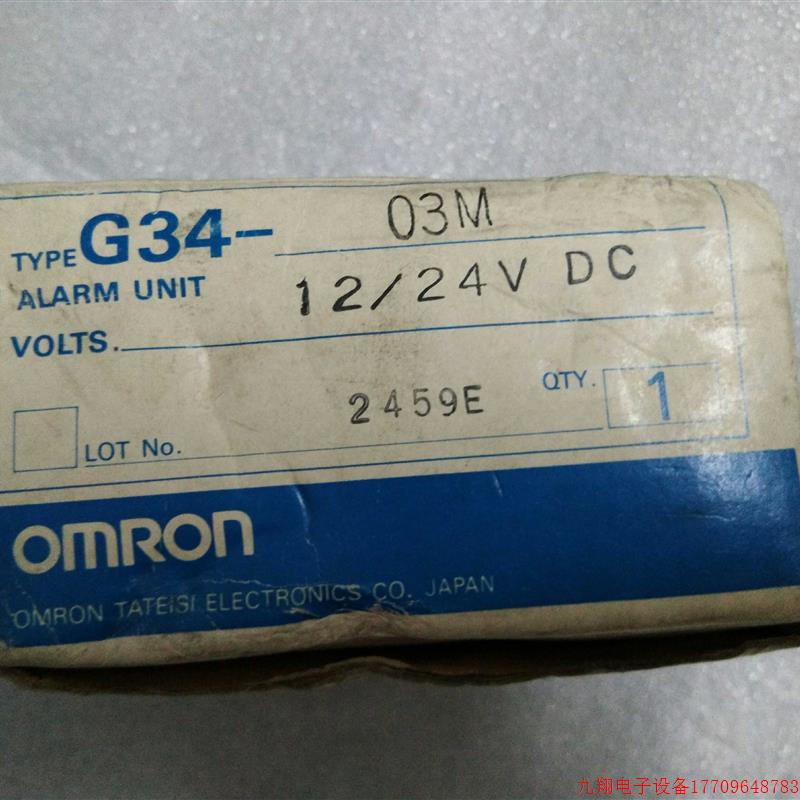 TYPE G34- 03M
ALARM UNIT 12/24V DC
VOLTS.
2459E QTY. 1
LOT No.
OMRON
OMRON TATEISI ELECTRONICS CO. JAPAN
九翔电子设备17709648783